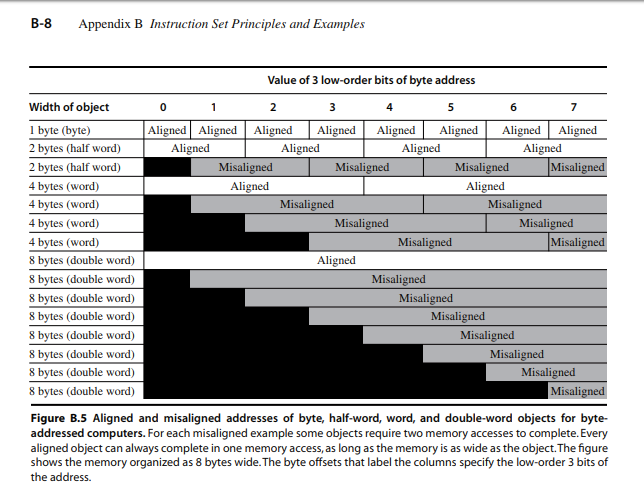 B-8 Appendix B Instruction Set Principles and Examples
Value of 3 low-order bits of byte address
Width of object 0 1 2 3 4 5 6 7
1 byte (byte) Aligned Aligned Aligned Aligned Aligned Aligned Aligned Aligned
2 bytes (half word) Aligned Aligned Aligned Aligned
2 bytes (half word) Misaligned Misaligned Misaligned Misaligned
4 bytes (word) Aligned Aligned
4 bytes (word) Misaligned Misaligned
4 bytes (word) Misaligned Misaligned
4 bytes (word) Misaligned Misaligned
8 bytes (double word) Aligned
8 bytes (double word) Misaligned
8 bytes (double word) Misaligned
8 bytes (double word) Misaligned
8 bytes (double word) Misaligned
8 bytes (double word) Misaligned
8 bytes (double word) Misaligned
8 bytes (double word) Misaligned
Figure B.5 Aligned and misaligned addresses of byte, half-word, word, and double-word objects for byte-
addressed computers. For each misaligned example some objects require two memory accesses to complete. Every
aligned object can always complete in one memory access, as long as the memory is as wide as the object. The figure
shows the memory organized as 8 bytes wide. The byte offsets that label the columns specify the low-order 3 bits of
the address.